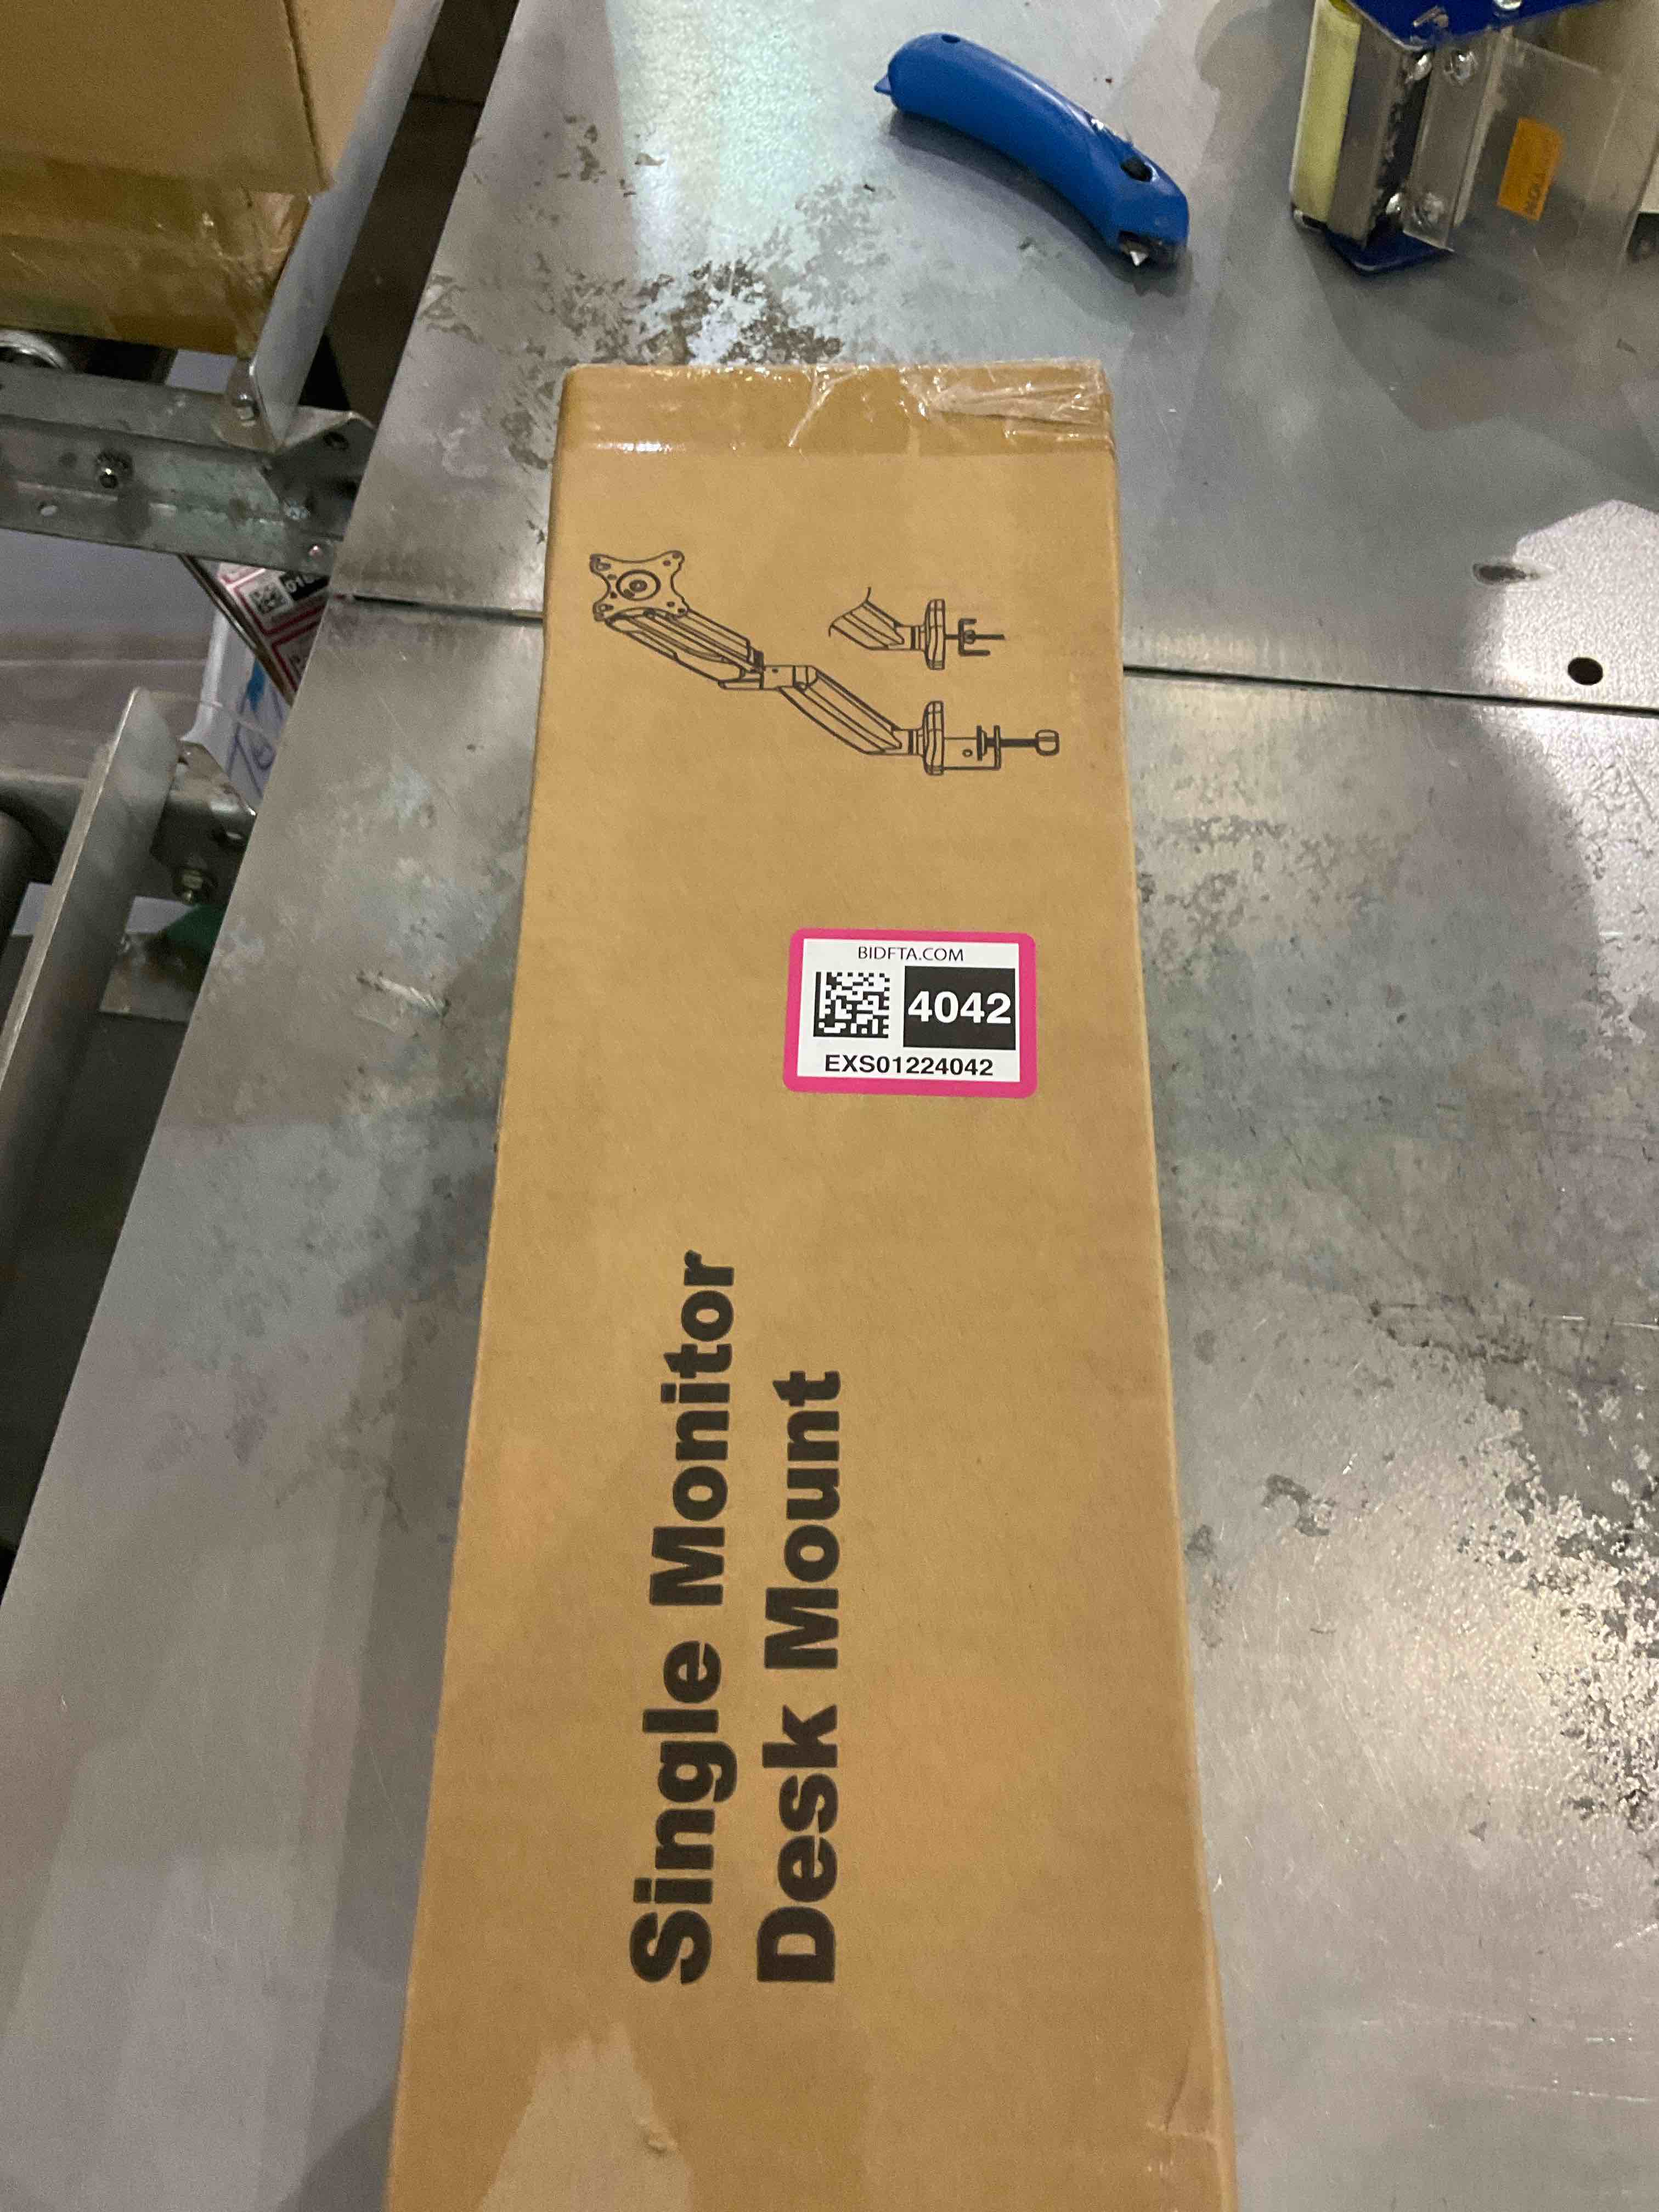 BIDFTA.COM
4042
EXS01224042
Single Monitor
Desk Mount